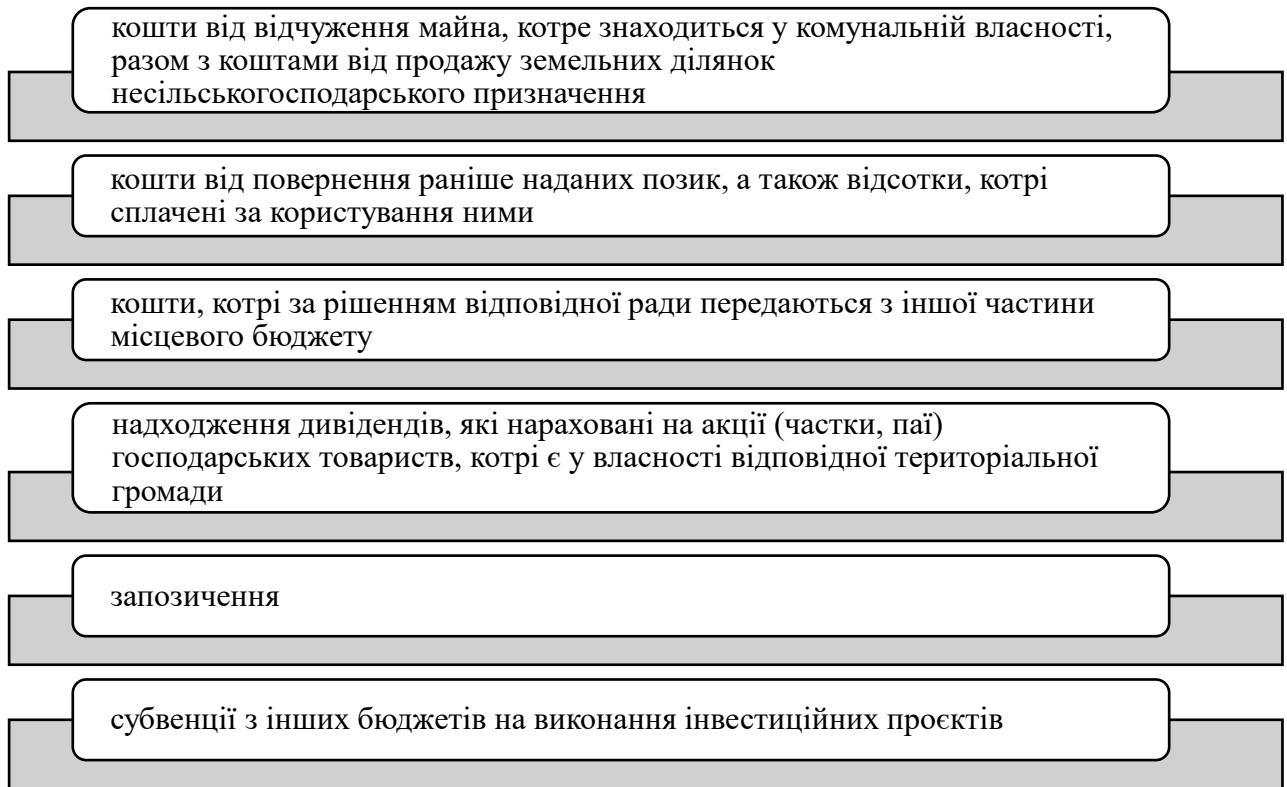 кошти від відчуження майна, котре знаходиться у комунальній власності,
разом з коштами від продажу земельних ділянок
несільськогосподарського призначення
кошти від повернення раніше наданих позик, а також відсотки, котрі
сплачені за користування ними
кошти, котрі за рішенням відповідної ради передаються з іншої частини
місцевого бюджету
надходження дивідендів, які нараховані на акції (частки, паї)
господарських товариств, котрі є у власності відповідної територіальної
громади
запозичення
субвенції з інших бюджетів на виконання інвестиційних проєктів